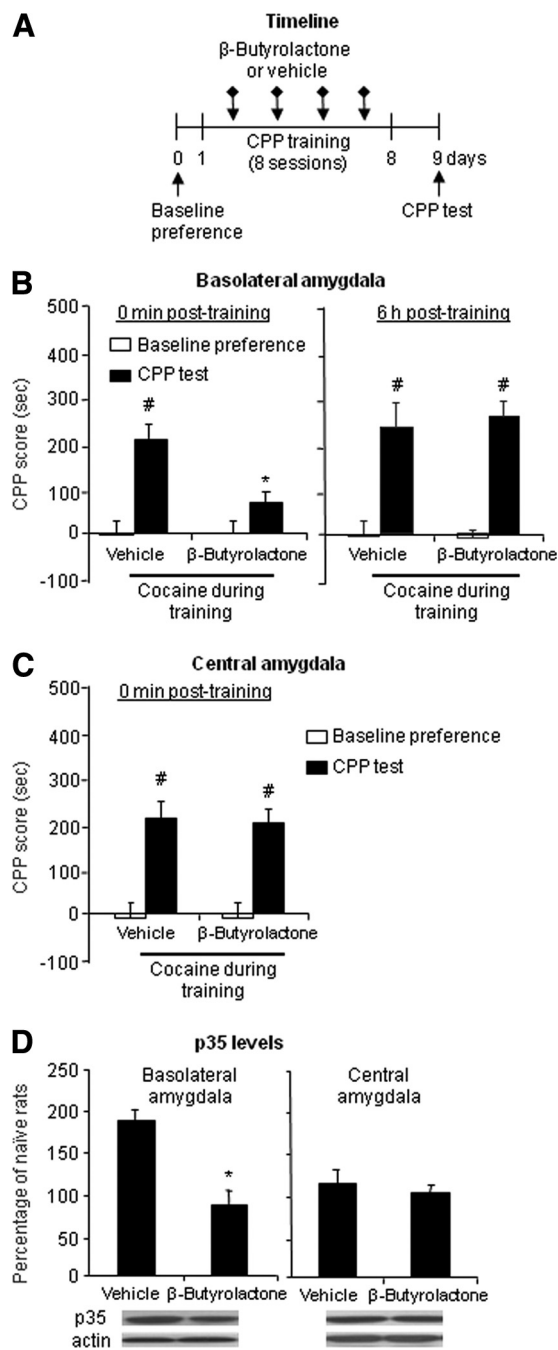 A
Timeline
β-Butyrolactone
or vehicle
CPP training
(8 sessions)
0 1 8 9 days
Baseline
preference
CPP test
B
Basolateral amygdala
0 min post-training
6 h post-training
Baseline preference
CPP test
CPP score (sec)
500
400
300
200
100
0
-100
#
*
#
#
Vehicle β-Butyrolactone
Cocaine during
training
Vehicle β-Butyrolactone
Cocaine during
training
C
Central amygdala
0 min post-training
Baseline preference
CPP test
CPP score (sec)
500
400
300
200
100
0
-100
#
#
Vehicle β-Butyrolactone
Cocaine during
training
D
p35 levels
Basolateral
amygdala
Central
amygdala
Percentage of naïve rats
250
200
150
100
50
0
*
Vehicle β-Butyrolactone
Vehicle β-Butyrolactone
p35
actin